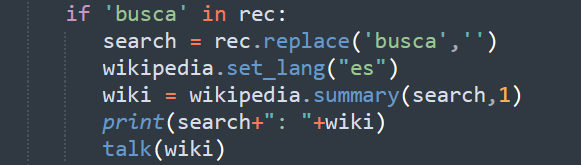 if 'busca' in rec:
search = rec.replace('busca','')
wikipedia.set_lang("es")
wiki = wikipedia.summary(search,1)
print(search+": "+wiki)
talk(wiki)